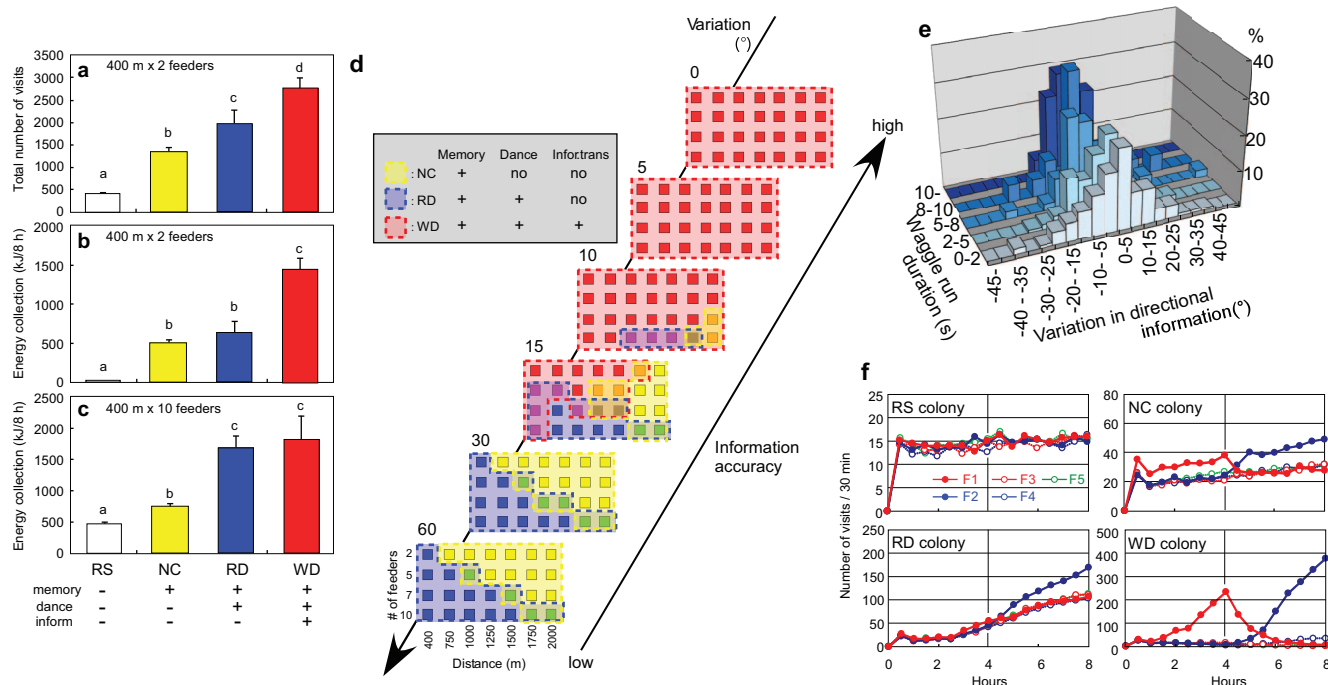 a 400 m x 2 feeders
Total number of visits
3500
3000
2500
2000
1500
1000
500
0
a
b
c
d
b 400 m x 2 feeders
Energy collection (kJ/8 h)
2000
1500
1000
500
0
a
b
b
c
c 400 m x 10 feeders
Energy collection (kJ/8 h)
2000
1500
1000
500
0
a
b
c
c
RS NC RD WD
memory - + + +
dance - - + +
inform - - - +
d
Variation
(°)
0
5
10
15
30
60
Memory Dance Infor.trans
: NC + no no
: RD + + no
: WD + + +
high
Information
accuracy
low
# of feeders
2
5
7
10
400 750 1000 1250 1500 1750 2000
Distance (m)
e
%
40
30
20
10
10-
8-10
5-8
2-5
0-2
Waggle run
duration (s)
-45-
-40 - -35
-30 - -25
-20 - -15
-10 - -5
0-5
10-15
20-25
30-35
40-45
Variation in directional
information(°)
f
Number of visits / 30 min
RS colony
25
20
15
10
5
0
F1 F3 F5
F2 F4
NC colony
80
60
40
20
0
RD colony
250
200
150
100
50
0
0 2 4 6 8
Hours
WD colony
500
400
300
200
100
0
0 2 4 6 8
Hours